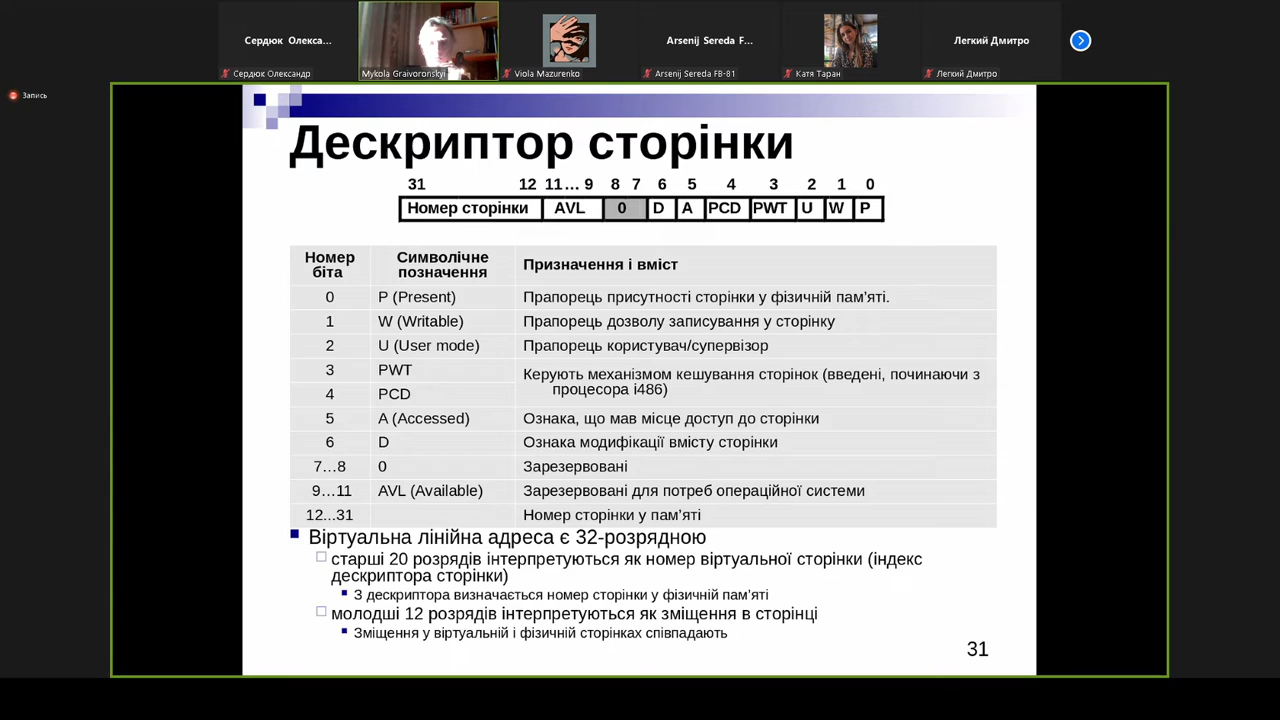 Сердюк Олекса...
Arsenij Sereda F...
Легкий Дмитро
Сердюк Олександр
Mykola Graivoronskyi
Viola Mazurenko
Arsenij Sereda FB-81
Катя Таран
Легкий Дмитро
Запись
Дескриптор сторінки
31 12 11... 9 8 7 6 5 4 3 2 1 0
Номер сторінки AVL 0 D A PCD PWT U W P
Номер біта Символічне позначення Призначення і вміст
0 P (Present) Прапорець присутності сторінки у фізичній пам’яті.
1 W (Writable) Прапорець дозволу записування у сторінку
2 U (User mode) Прапорець користувач/супервізор
3 PWT Керують механізмом кешування сторінок (введені, починаючи з
4 PCD процесора i486)
5 A (Accessed) Ознака, що мав місце доступ до сторінки
6 D Ознака модифікації вмісту сторінки
7…8 0 Зарезервовані
9…11 AVL (Available) Зарезервовані для потреб операційної системи
12...31 Номер сторінки у пам’яті
Віртуальна лінійна адреса є 32-розрядною
старші 20 розрядів інтерпретуються як номер віртуальної сторінки (індекс
дескриптора сторінки)
З дескриптора визначається номер сторінки у фізичній пам’яті
молодші 12 розрядів інтерпретуються як зміщення в сторінці
Зміщення у віртуальній і фізичній сторінках співпадають
31